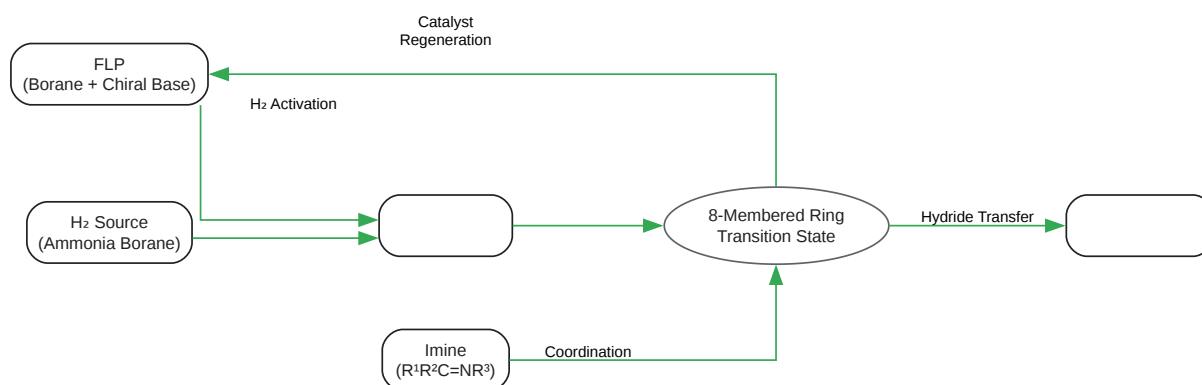 Catalyst
Regeneration
FLP
(Borane + Chiral Base)
H₂ Activation
H₂ Source
(Ammonia Borane)
8-Membered Ring
Transition State
Hydride Transfer
Imine
(R¹R²C=NR³)
Coordination